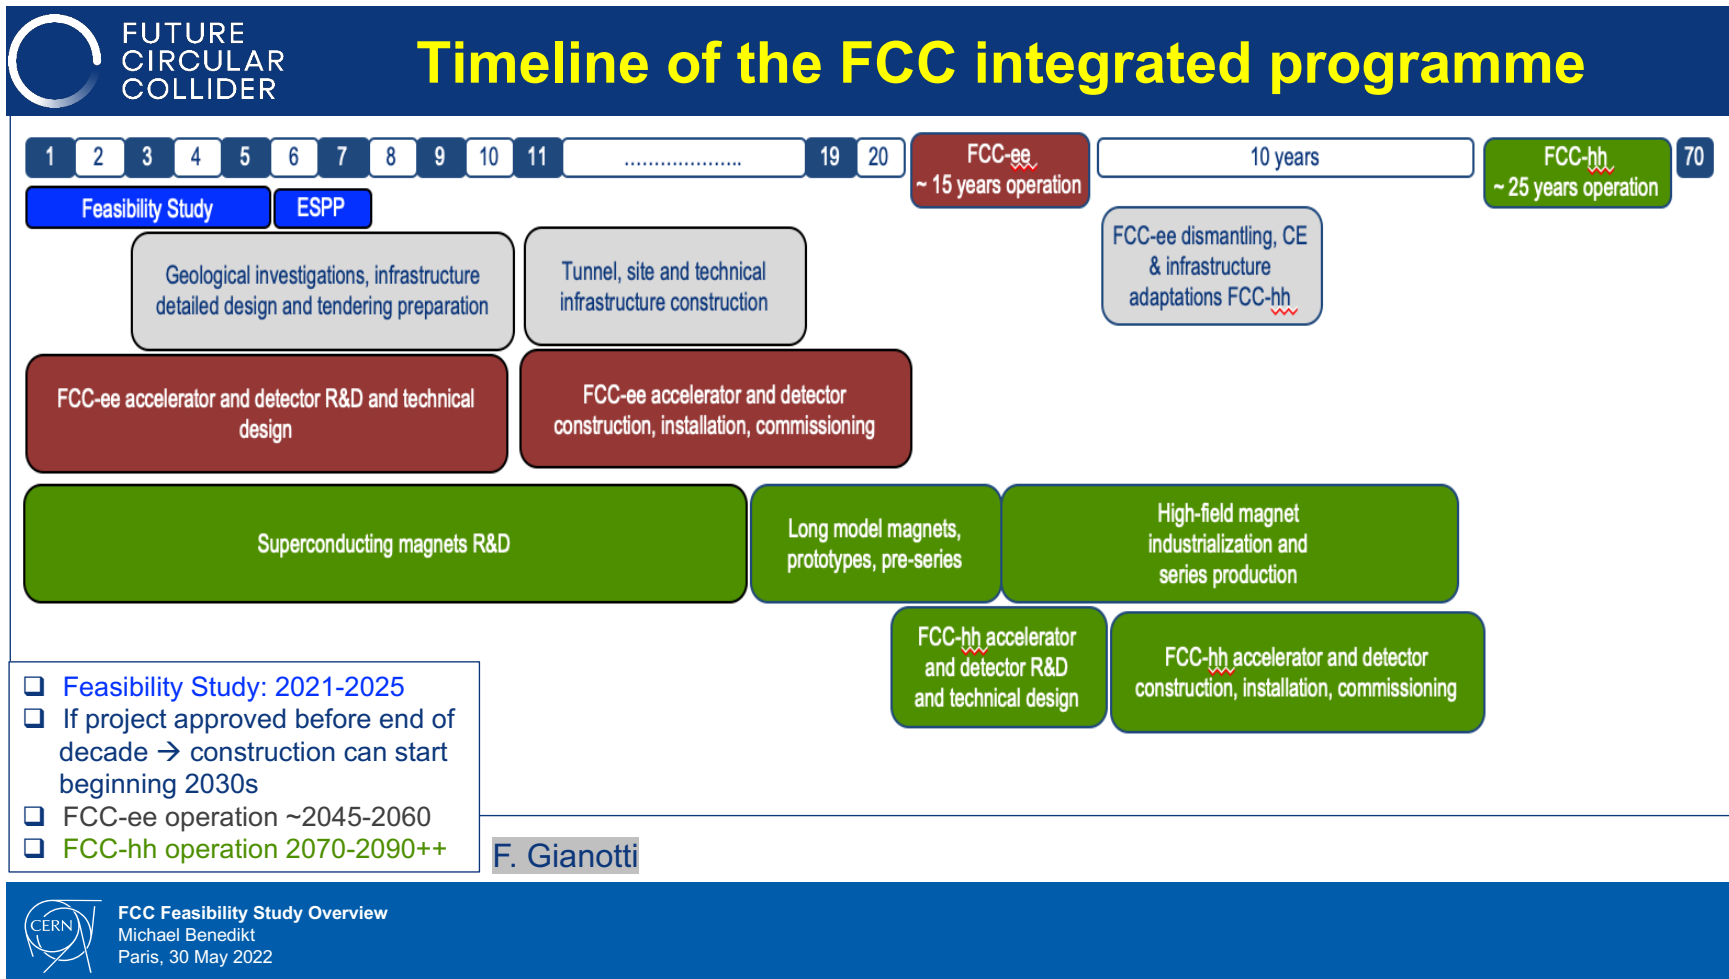 FUTURE
CIRCULAR
COLLIDER
Timeline of the FCC integrated programme
1 2 3 4 5 6 7 8 9 10 11 .................... 19 20
FCC-ee
~ 15 years operation
10 years
FCC-hh
~ 25 years operation
70
Feasibility Study
ESPP
Geological investigations, infrastructure
detailed design and tendering preparation
Tunnel, site and technical
infrastructure construction
FCC-ee dismantling, CE
& infrastructure
adaptations FCC-hh
FCC-ee accelerator and detector R&D and technical
design
FCC-ee accelerator and detector
construction, installation, commissioning
Superconducting magnets R&D
Long model magnets,
prototypes, pre-series
High-field magnet
industrialization and
series production
FCC-hh accelerator
and detector R&D
and technical design
FCC-hh accelerator and detector
construction, installation, commissioning
❑ Feasibility Study: 2021-2025
❑ If project approved before end of
decade → construction can start
beginning 2030s
❑ FCC-ee operation ~2045-2060
❑ FCC-hh operation 2070-2090++
F. Gianotti
CERN
FCC Feasibility Study Overview
Michael Benedikt
Paris, 30 May 2022